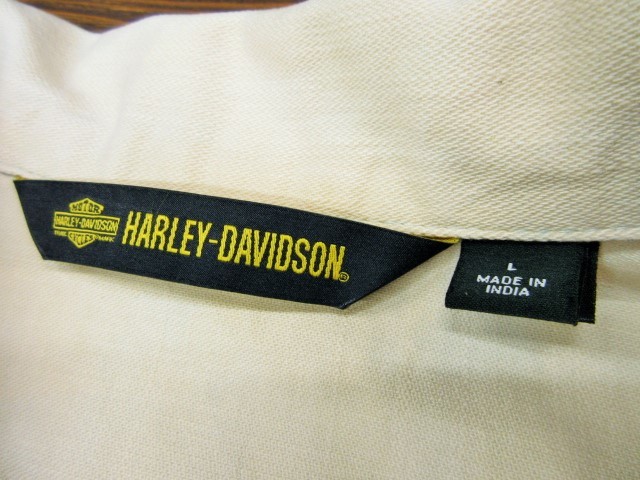 MOTOR
HARLEY-DAVIDSON
CYCLES
HARLEY-DAVIDSON®
L
MADE IN
INDIA